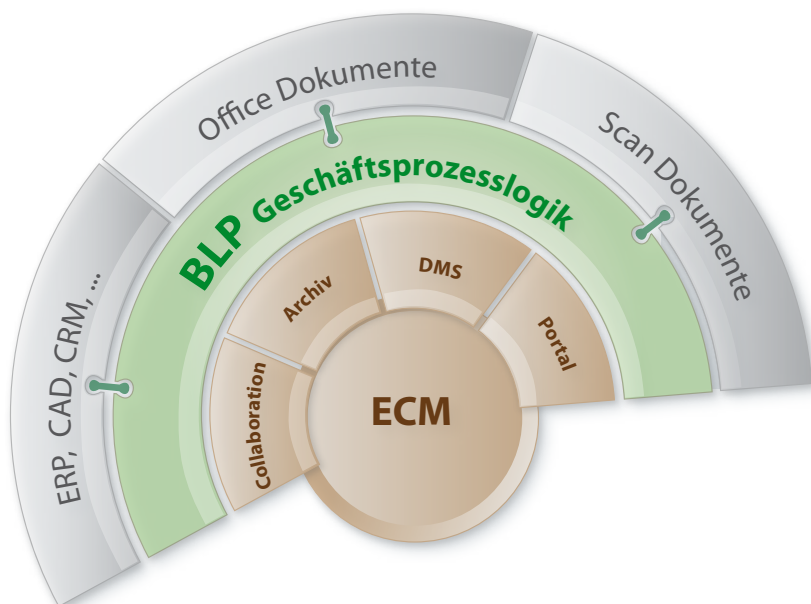 ERP, CAD, CRM, ...
Office Dokumente
Scan Dokumente
BLP Geschäftsprozesslogik
Collaboration
Archiv
DMS
Portal
ECM